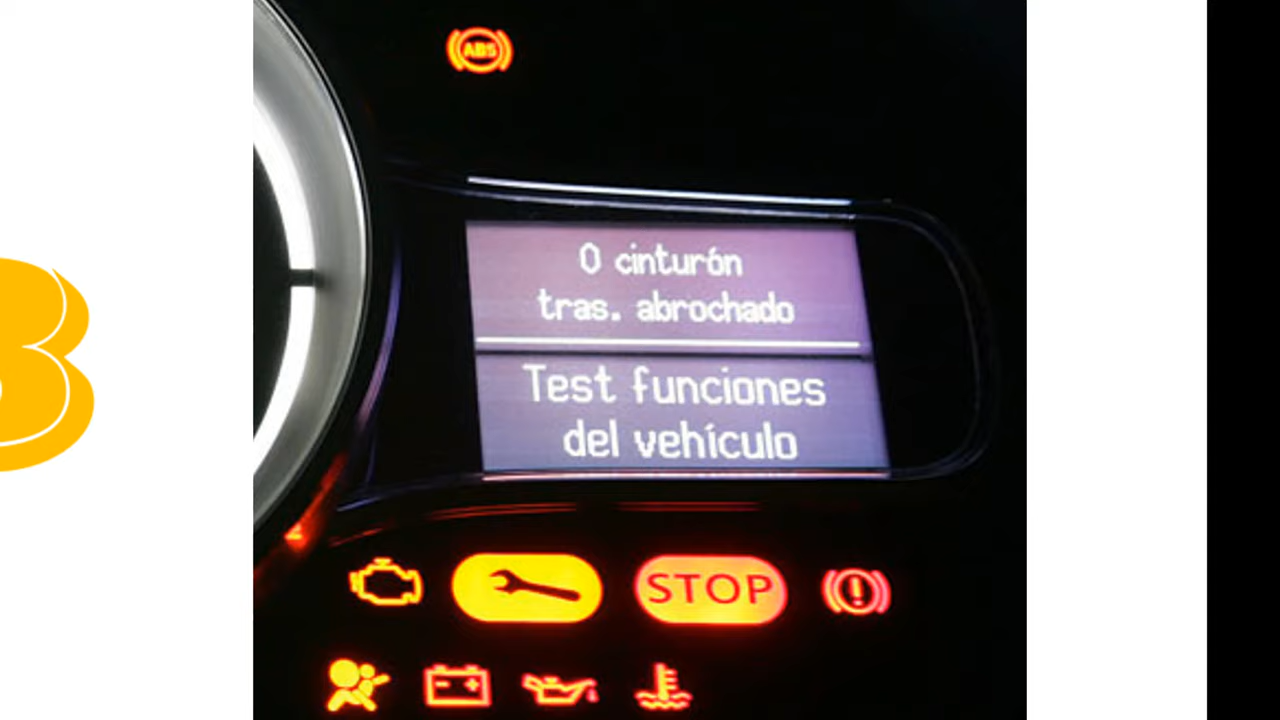 ABS
0 cinturón
tras. abrochado
Test funciones
del vehículo
STOP